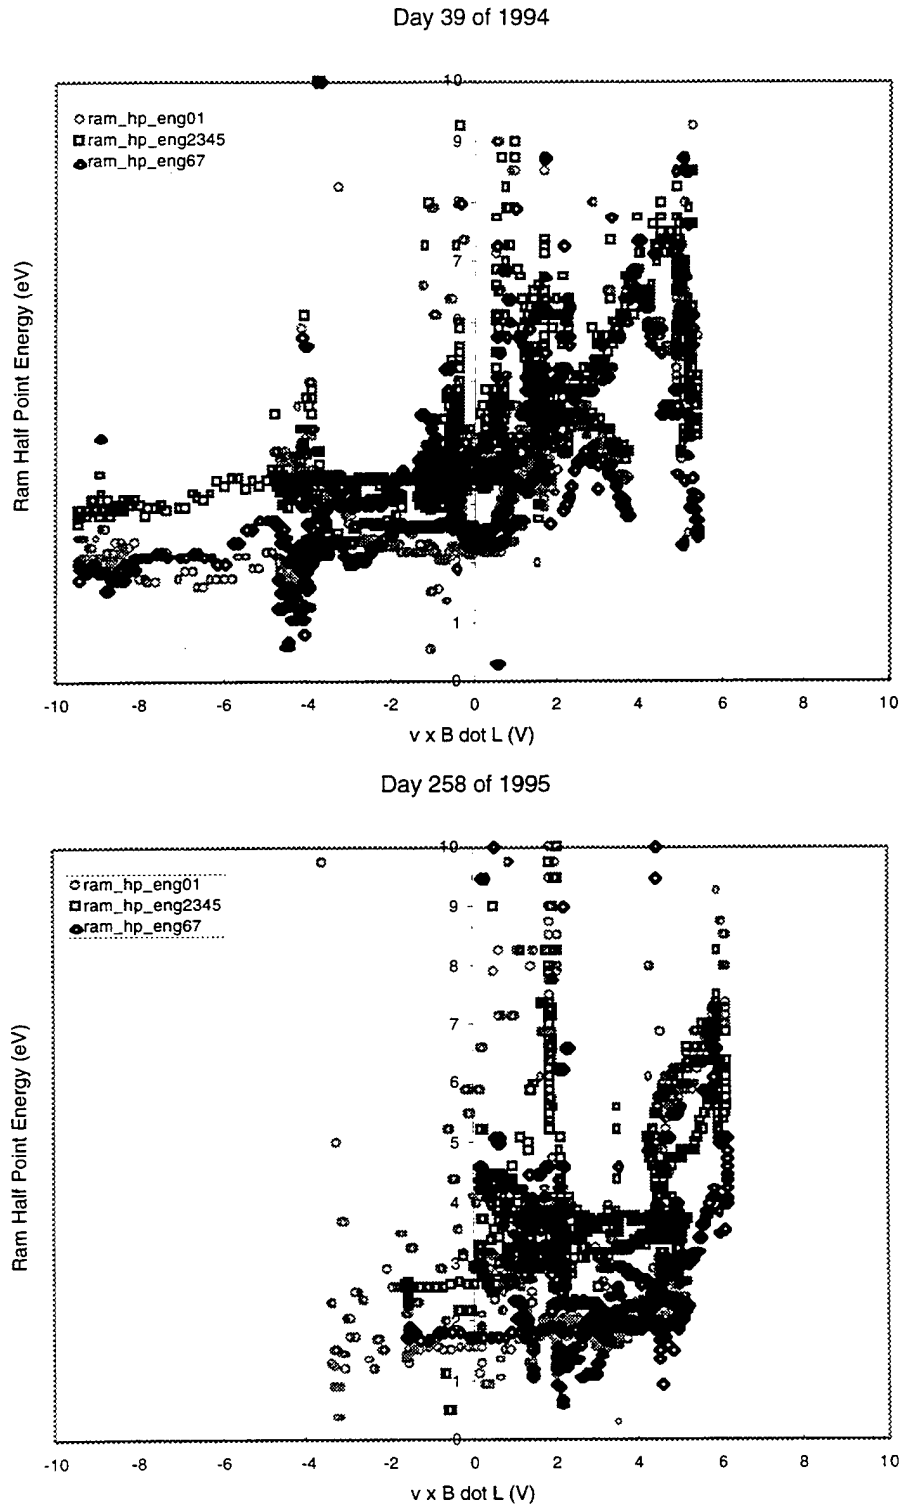 Day 39 of 1994
Ram Half Point Energy (eV)
10
9
7
1
0
ram_hp_eng01
ram_hp_eng2345
ram_hp_eng67
-10 -8 -6 -4 -2 0 2 4 6 8 10
v x B dot L (V)
Day 258 of 1995
Ram Half Point Energy (eV)
10
9
8
7
6
5
4
3
2
1
0
ram_hp_eng01
ram_hp_eng2345
ram_hp_eng67
-10 -8 -6 -4 -2 0 2 4 6 8 10
v x B dot L (V)